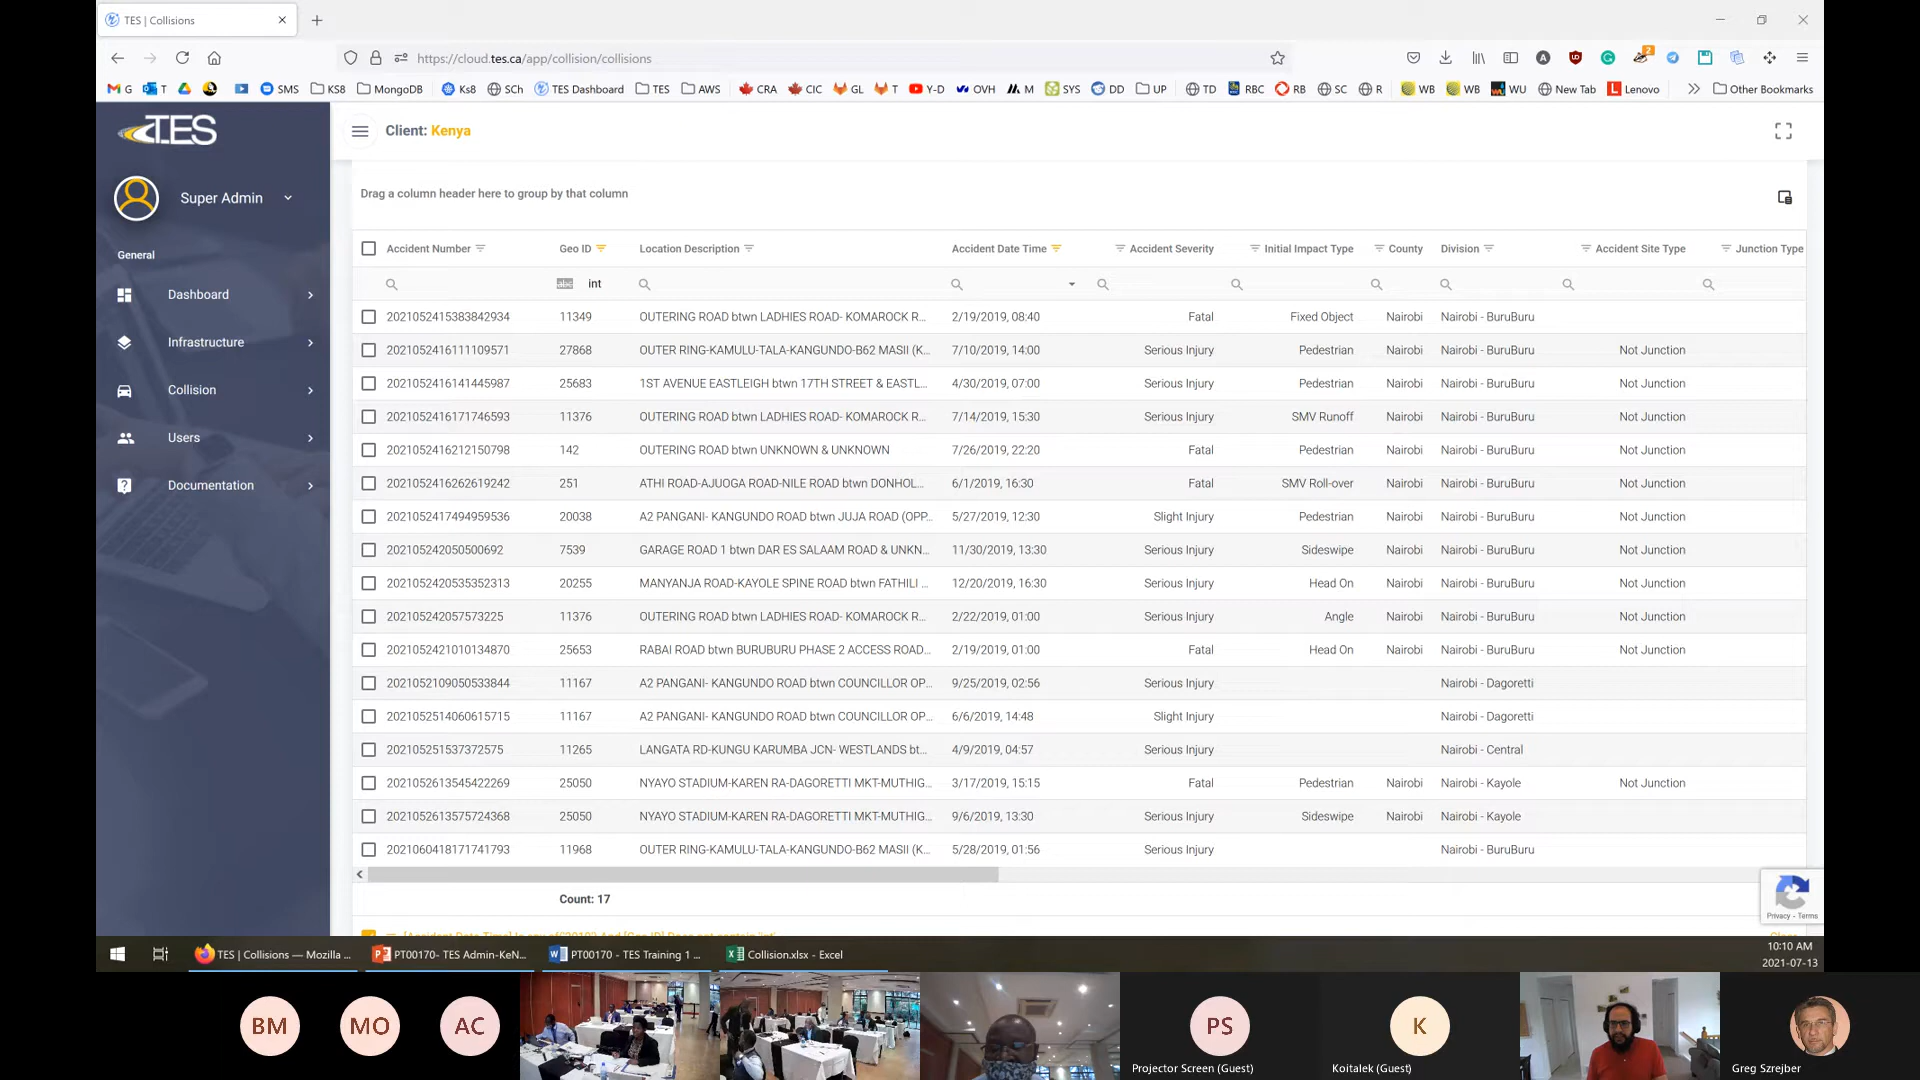 TES | Collisions
https://cloud.tes.ca/app/collision/collisions
A
2
G T SMS KS8 MongoDB Ks8 SCh TES Dashboard TES AWS CRA CIC GL T Y-D OVH M SYS DD UP TD RBC RB SC R WB WB WU New Tab Lenovo Other Bookmarks
TES
Client: Kenya
Super Admin
General
Dashboard
Infrastructure
Collision
Users
Documentation
Drag a column header here to group by that column
Accident Number Geo ID Location Description Accident Date Time Accident Severity Initial Impact Type County Division Accident Site Type Junction Type
int
2021052415383842934 11349 OUTERING ROAD btwn LADHIES ROAD- KOMAROCK R... 2/19/2019, 08:40 Fatal Fixed Object Nairobi Nairobi - BuruBuru
2021052416111109571 27868 OUTER RING-KAMULU-TALA-KANGUNDO-B62 MASII (K... 7/10/2019, 14:00 Serious Injury Pedestrian Nairobi Nairobi - BuruBuru Not Junction
2021052416141445987 25683 1ST AVENUE EASTLEIGH btwn 17TH STREET & EASTL... 4/30/2019, 07:00 Serious Injury Pedestrian Nairobi Nairobi - BuruBuru Not Junction
2021052416171746593 11376 OUTERING ROAD btwn LADHIES ROAD- KOMAROCK R... 7/14/2019, 15:30 Serious Injury SMV Runoff Nairobi Nairobi - BuruBuru Not Junction
2021052416212150798 142 OUTERING ROAD btwn UNKNOWN & UNKNOWN 7/26/2019, 22:20 Fatal Pedestrian Nairobi Nairobi - BuruBuru Not Junction
2021052416262619242 251 ATHI ROAD-AJUOGA ROAD-NILE ROAD btwn DONHOL... 6/1/2019, 16:30 Fatal SMV Roll-over Nairobi Nairobi - BuruBuru Not Junction
2021052417494959536 20038 A2 PANGANI- KANGUNDO ROAD btwn JUJA ROAD (OPP... 5/27/2019, 12:30 Slight Injury Pedestrian Nairobi Nairobi - BuruBuru Not Junction
202105242050500692 7539 GARAGE ROAD 1 btwn DAR ES SALAAM ROAD & UNKN... 11/30/2019, 13:30 Serious Injury Sideswipe Nairobi Nairobi - BuruBuru Not Junction
2021052420535352313 20255 MANYANJA ROAD-KAYOLE SPINE ROAD btwn FATHILI ... 12/20/2019, 16:30 Serious Injury Head On Nairobi Nairobi - BuruBuru Not Junction
202105242057573225 11376 OUTERING ROAD btwn LADHIES ROAD- KOMAROCK R... 2/22/2019, 01:00 Serious Injury Angle Nairobi Nairobi - BuruBuru Not Junction
2021052421010134870 25653 RABAI ROAD btwn BURUBURU PHASE 2 ACCESS ROAD... 2/19/2019, 01:00 Fatal Head On Nairobi Nairobi - BuruBuru Not Junction
2021052109050533844 11167 A2 PANGANI- KANGUNDO ROAD btwn COUNCILLOR OP... 9/25/2019, 02:56 Serious Injury Nairobi - Dagoretti
2021052514060615715 11167 A2 PANGANI- KANGUNDO ROAD btwn COUNCILLOR OP... 6/6/2019, 14:48 Slight Injury Nairobi - Dagoretti
202105251537372575 11265 LANGATA RD-KUNGU KARUMBA JCN- WESTLANDS bt... 4/9/2019, 04:57 Serious Injury Nairobi - Central
2021052613545422269 25050 NYAYO STADIUM-KAREN RA-DAGORETTI MKT-MUTHIG... 3/17/2019, 15:15 Fatal Pedestrian Nairobi Nairobi - Kayole Not Junction
2021052613575724368 25050 NYAYO STADIUM-KAREN RA-DAGORETTI MKT-MUTHIG... 9/6/2019, 13:30 Serious Injury Sideswipe Nairobi Nairobi - Kayole
2021060418171741793 11968 OUTER RING-KAMULU-TALA-KANGUNDO-B62 MASII (K... 5/28/2019, 01:56 Serious Injury Nairobi - BuruBuru
Count: 17
Privacy - Terms
TES | Collisions — Mozilla ... PT00170- TES Admin-KeN... PT00170 - TES Training 1 ... Collision.xlsx - Excel
10:10 AM
2021-07-13
BM MO AC PS K
Projector Screen (Guest) Koitalek (Guest) Greg Szrejber